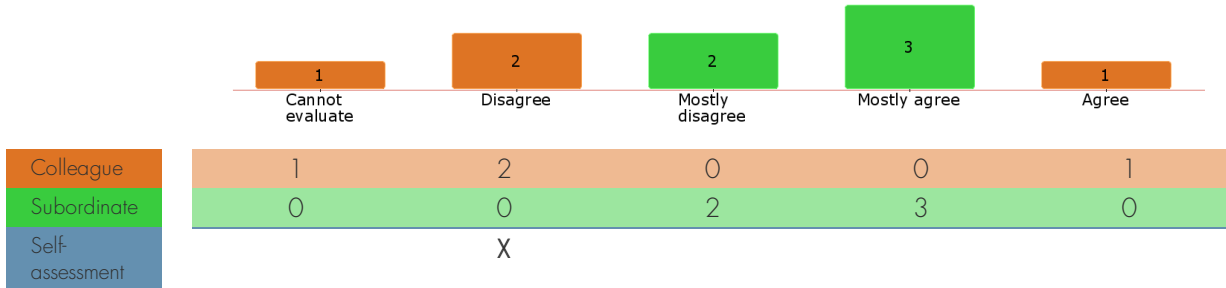 1 2 2 3 1
Cannot evaluate Disagree Mostly disagree Mostly agree Agree
Colleague 1 2 0 0 1
Subordinate 0 0 2 3 0
Self-assessment X